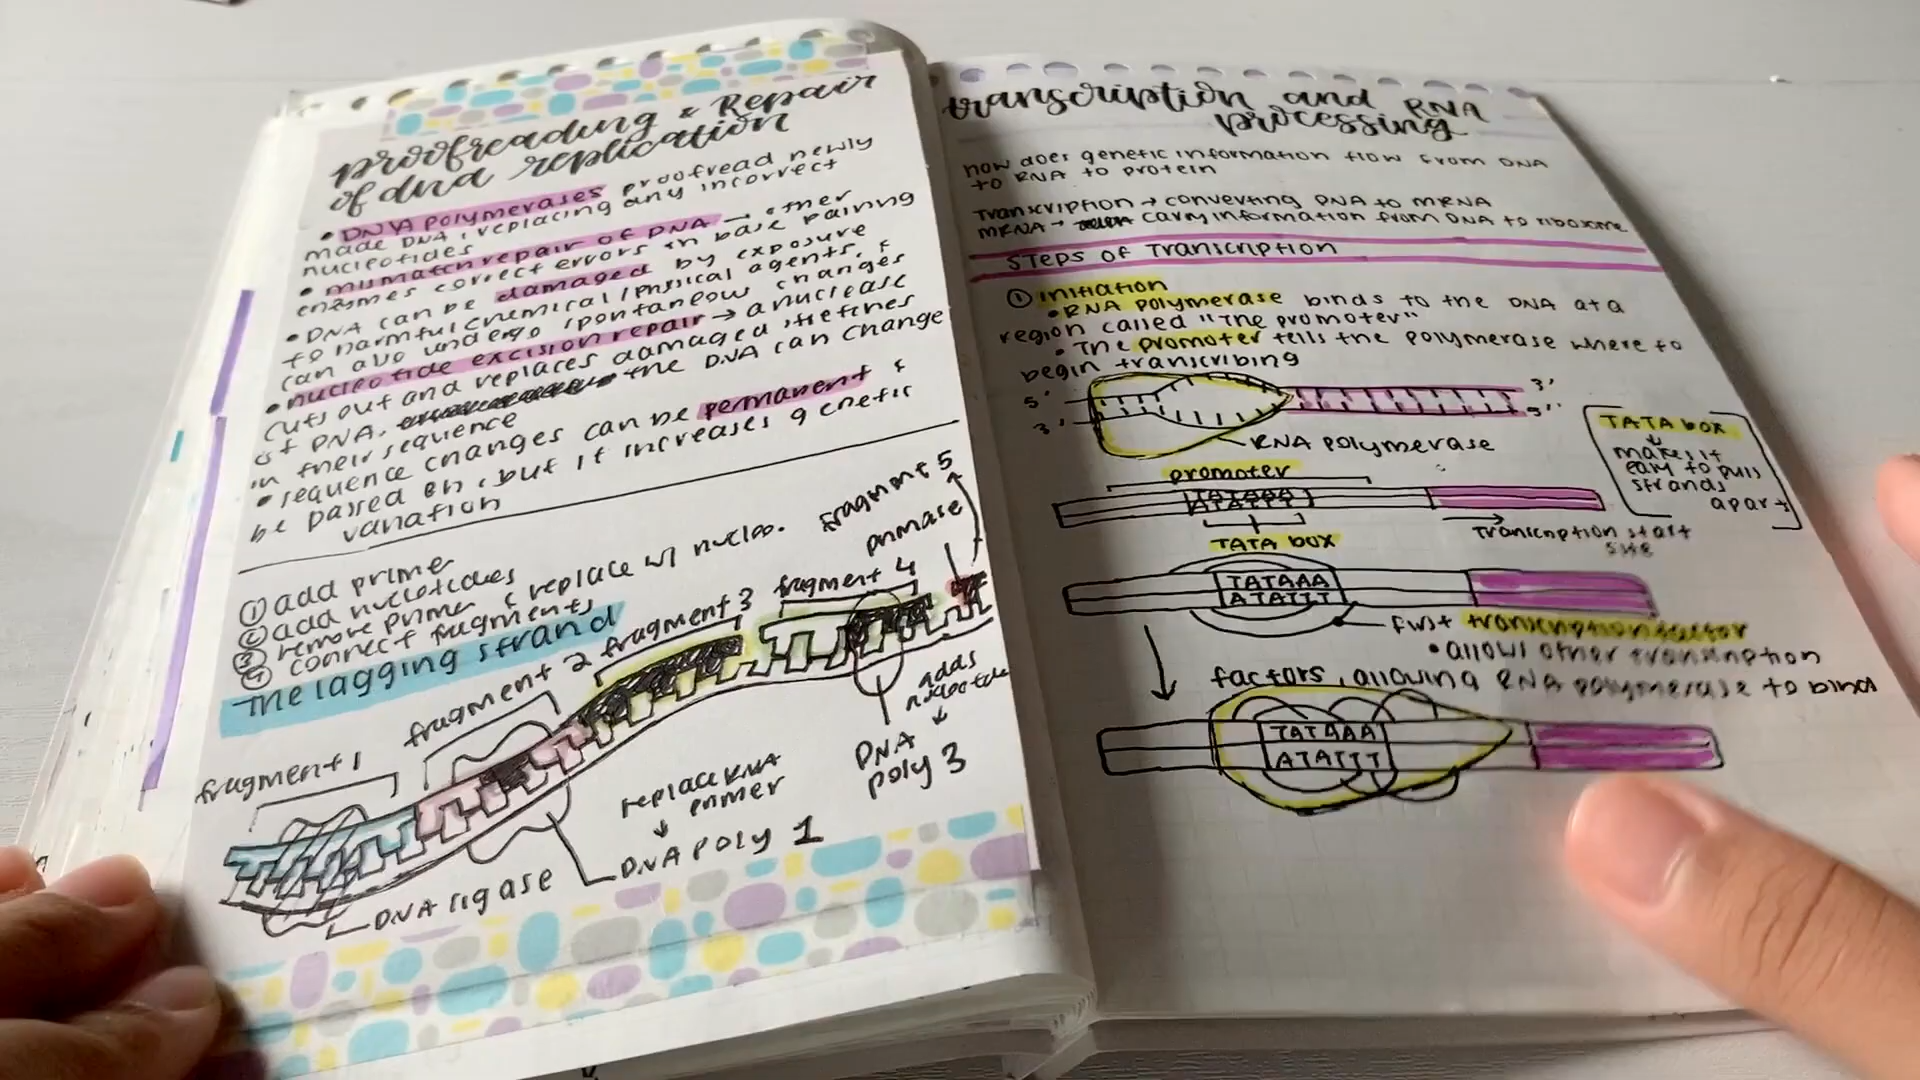 proofreading & Repair
of dna replication
• DNA polymerases proofread newly
made DNA, replacing any incorrect
nucleotides
• mismatch repair of DNA → other
enzymes correct errors in base pairing
• DNA can be damaged by exposure
to harmful chemical/physical agents, &
can also undergo spontaneous changes
• nucleotide excision repair → a nuclease
cuts out and replaces damaged stretches
of DNA. the DNA can change
in their sequence
• sequence changes can be permanent &
be passed on, but it increases genetic
variation
① add primer
② add nucleotides
③ remove primer & replace w/ nucleo.
④ connect fragments
The lagging strand
fragment 1
fragment 2
fragment 3
fragment 4
fragment 5
primase
adds
nucleotide
DNA
poly 3
replace RNA
primer
DNA poly 1
DNA ligase
transcription and RNA
processing
how does genetic information flow from DNA
to RNA to protein
Transcription → converting DNA to mRNA
mRNA → carry information from DNA to ribosome
Steps of Transcription
① initiation
• RNA polymerase binds to the DNA at a
region called "the promoter"
• The promoter tells the polymerase where to
begin transcribing
5'
3'
3'
5'
RNA polymerase
TATA box
makes it
easy to pull
strands
apart
promoter
TATAAA
ATATTT
TATA box
Transcription start
site
TATAAA
ATATTT
first transcription factor
• allows other transcription
factors, allowing RNA polymerase to bind
TATAAA
ATATTT